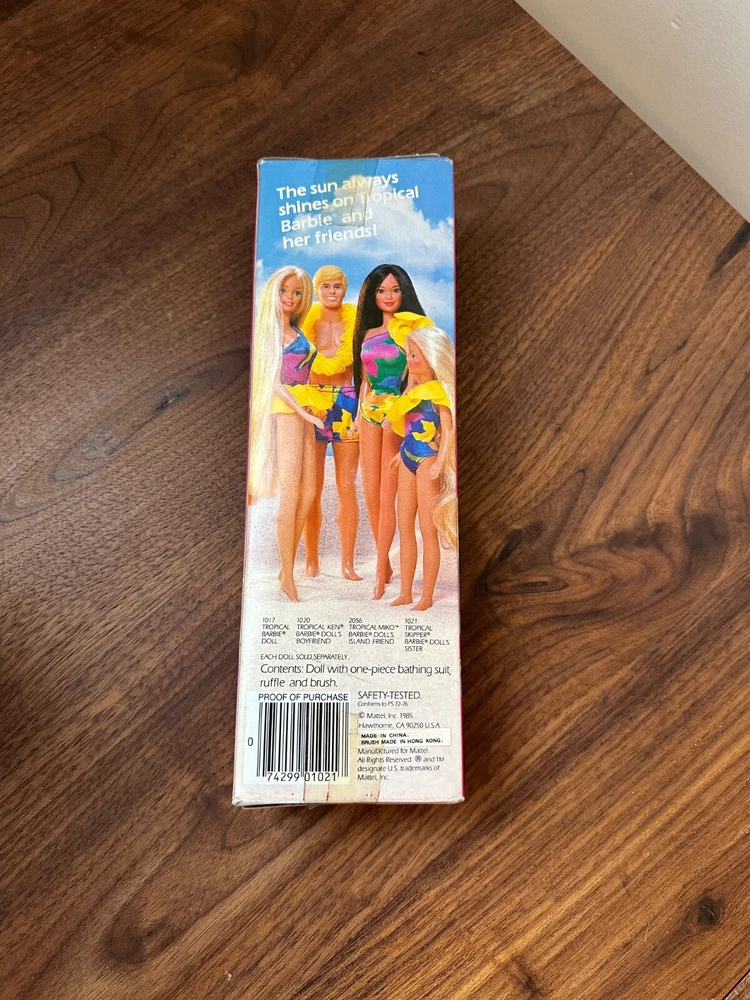 The sun always
shines on Tropical
Barbie® and
her friends!
1017
TROPICAL
BARBIE®
DOLL
1020
TROPICAL KEN®
BARBIE® DOLL'S
BOYFRIEND
2056
TROPICAL MIKO™
BARBIE® DOLL'S
ISLAND FRIEND
1021
TROPICAL
SKIPPER®
BARBIE® DOLL'S
SISTER
EACH DOLL SOLD SEPARATELY.
Contents: Doll with one-piece bathing suit,
ruffle and brush.
PROOF OF PURCHASE
0
74299 01021
SAFETY-TESTED.
Conforms to PS 72-76
© Mattel, Inc. 1985
Hawthorne, CA 90250 U.S.A.
MADE IN CHINA.
BRUSH MADE IN HONG KONG.
Manufactured for Mattel.
All Rights Reserved. ® and TM
designate U.S. trademarks of
Mattel, Inc.